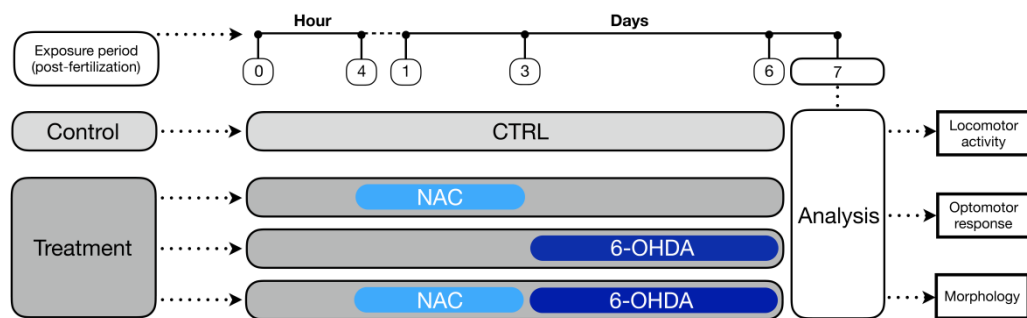 Hour
Days
Exposure period
(post-fertilization)
0
4
1
3
6
7
Control
CTRL
Locomotor
activity
Treatment
NAC
6-OHDA
NAC
6-OHDA
Analysis
Optomotor
response
Morphology